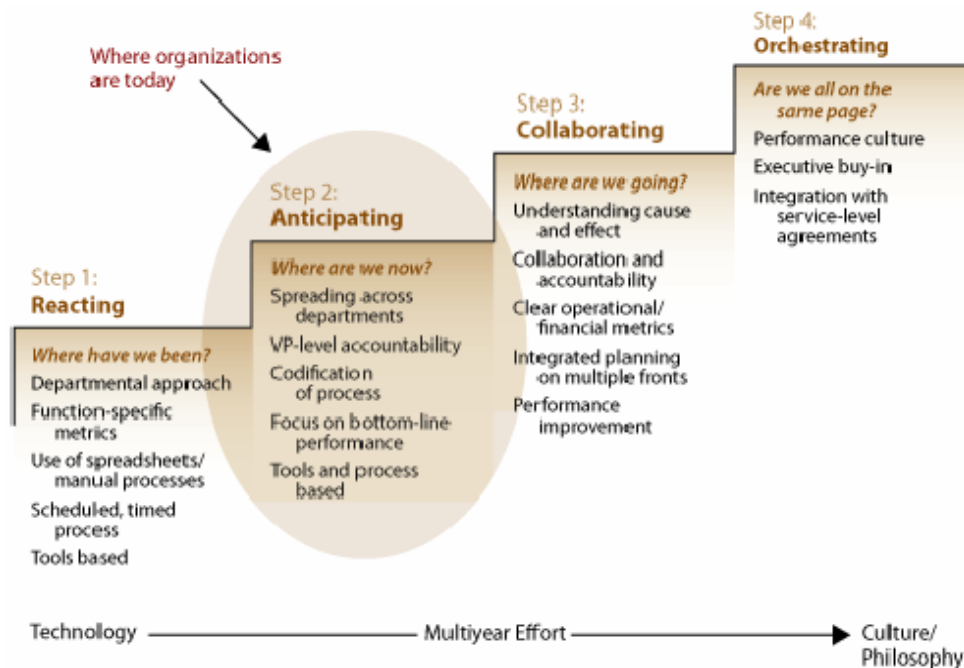 Where organizations
are today
Step 1:
Reacting
Where have we been?
Departmental approach
Function-specific
metrics
Use of spreadsheets/
manual processes
Scheduled, timed
process
Tools based
Step 2:
Anticipating
Where are we now?
Spreading across
departments
VP-level accountability
Codification
of process
Focus on bottom-line
performance
Tools and process
based
Step 3:
Collaborating
Where are we going?
Understanding cause
and effect
Collaboration and
accountability
Clear operational/
financial metrics
Integrated planning
on multiple fronts
Performance
improvement
Step 4:
Orchestrating
Are we all on the
same page?
Performance culture
Executive buy-in
Integration with
service-level
agreements
Technology
Multiyear Effort
Culture/
Philosophy